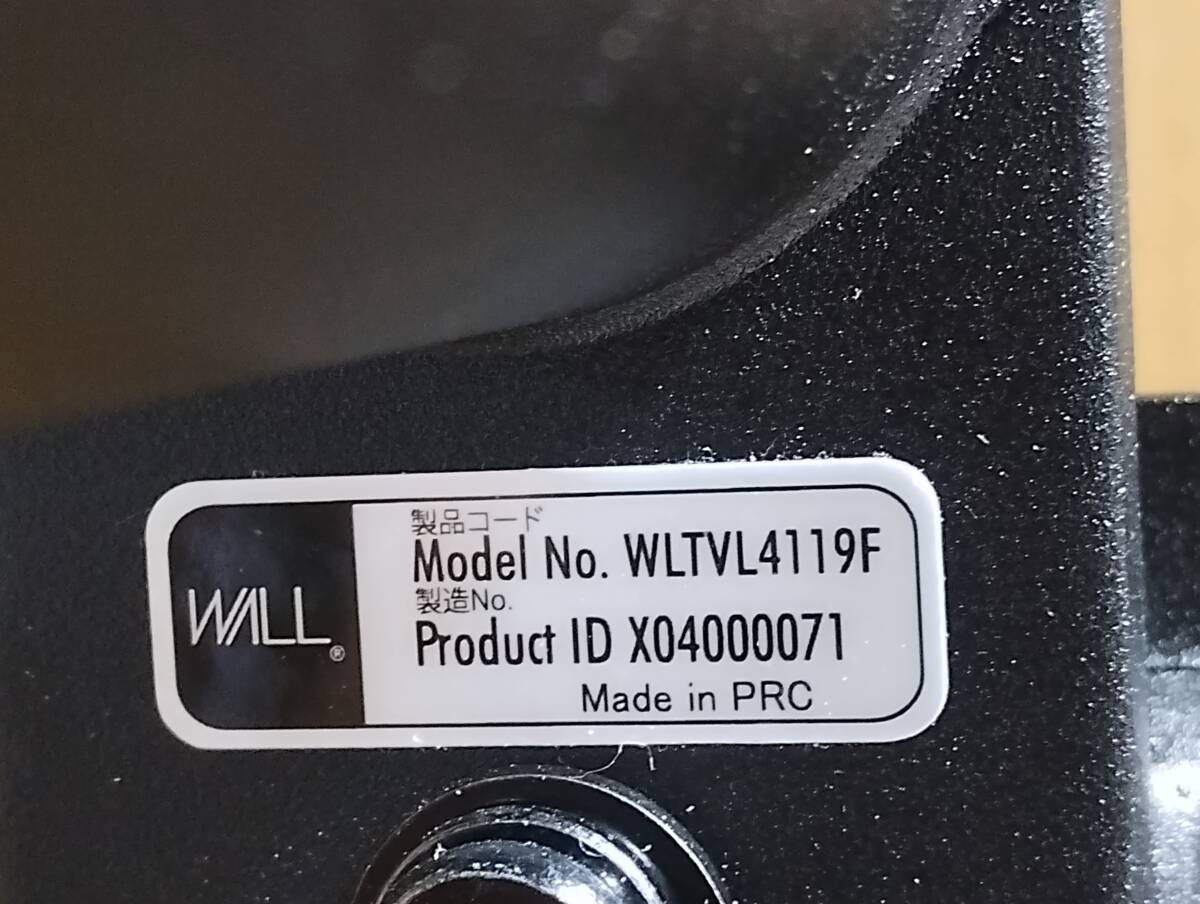 WALL®
製品コード
Model No. WLTVL4119F
製造No.
Product ID X04000071
Made in PRC